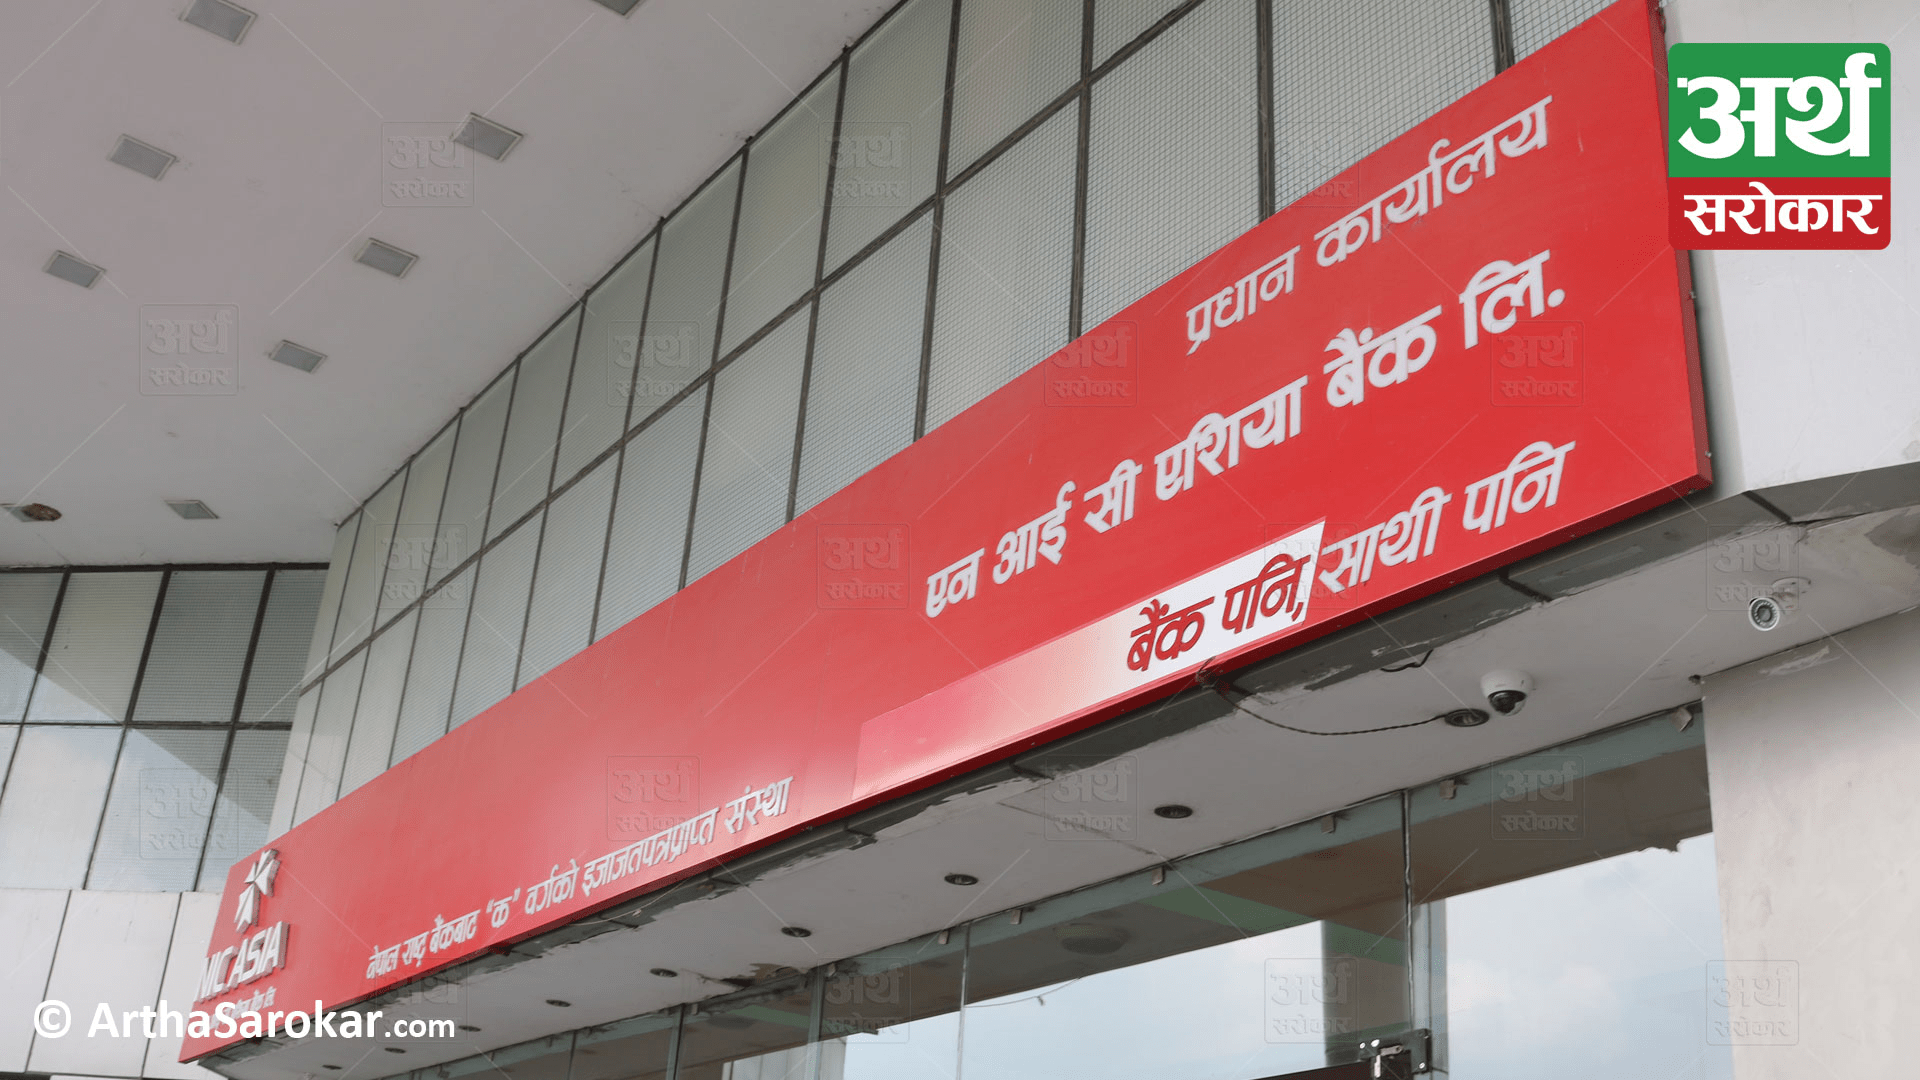 अर्थ
सरोकार
प्रधान कार्यालय
एन आई सी एशिया बैंक लि.
बैंक पनि, साथी पनि
नेपाल राष्ट्र बैंकबाट "क" वर्गको इजाजतपत्रप्राप्त संस्था
NIC ASIA
बैंक लि.
© ArthaSarokar.com